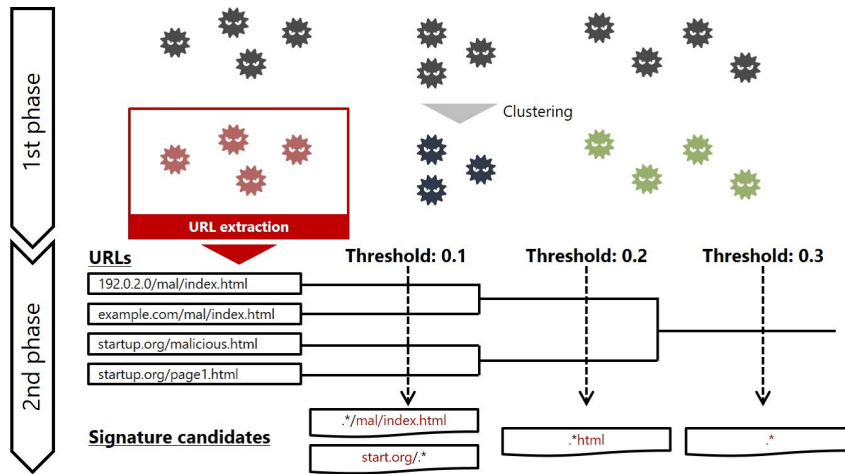 1st phase
Clustering
URL extraction
2nd phase
URLs
Threshold: 0.1
Threshold: 0.2
Threshold: 0.3
192.0.2.0/mal/index.html
example.com/mal/index.html
startup.org/malicious.html
startup.org/page1.html
Signature candidates
.*/mal/index.html
start.org/.*
.*html
.*